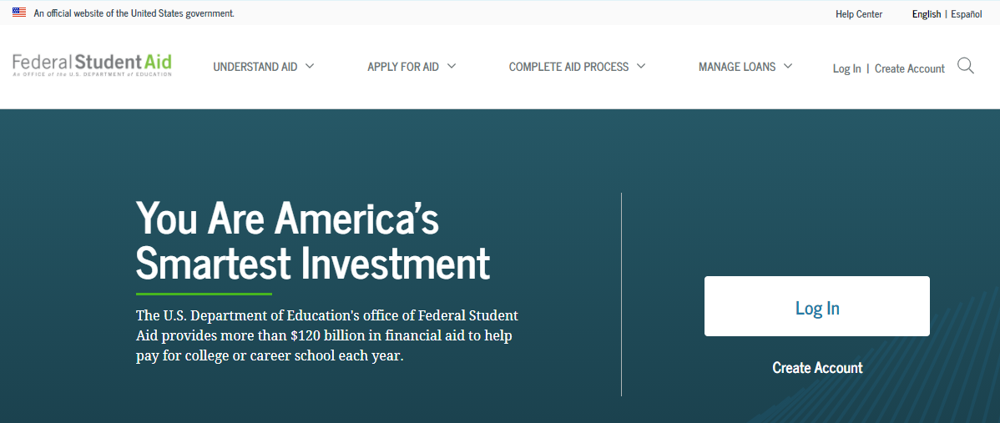 An official website of the United States government.
Help Center
English | Español
Federal Student Aid
An OFFICE of the U.S. DEPARTMENT of EDUCATION
UNDERSTAND AID
APPLY FOR AID
COMPLETE AID PROCESS
MANAGE LOANS
Log In | Create Account
You Are America's
Smartest Investment
The U.S. Department of Education's office of Federal Student
Aid provides more than $120 billion in financial aid to help
pay for college or career school each year.
Log In
Create Account